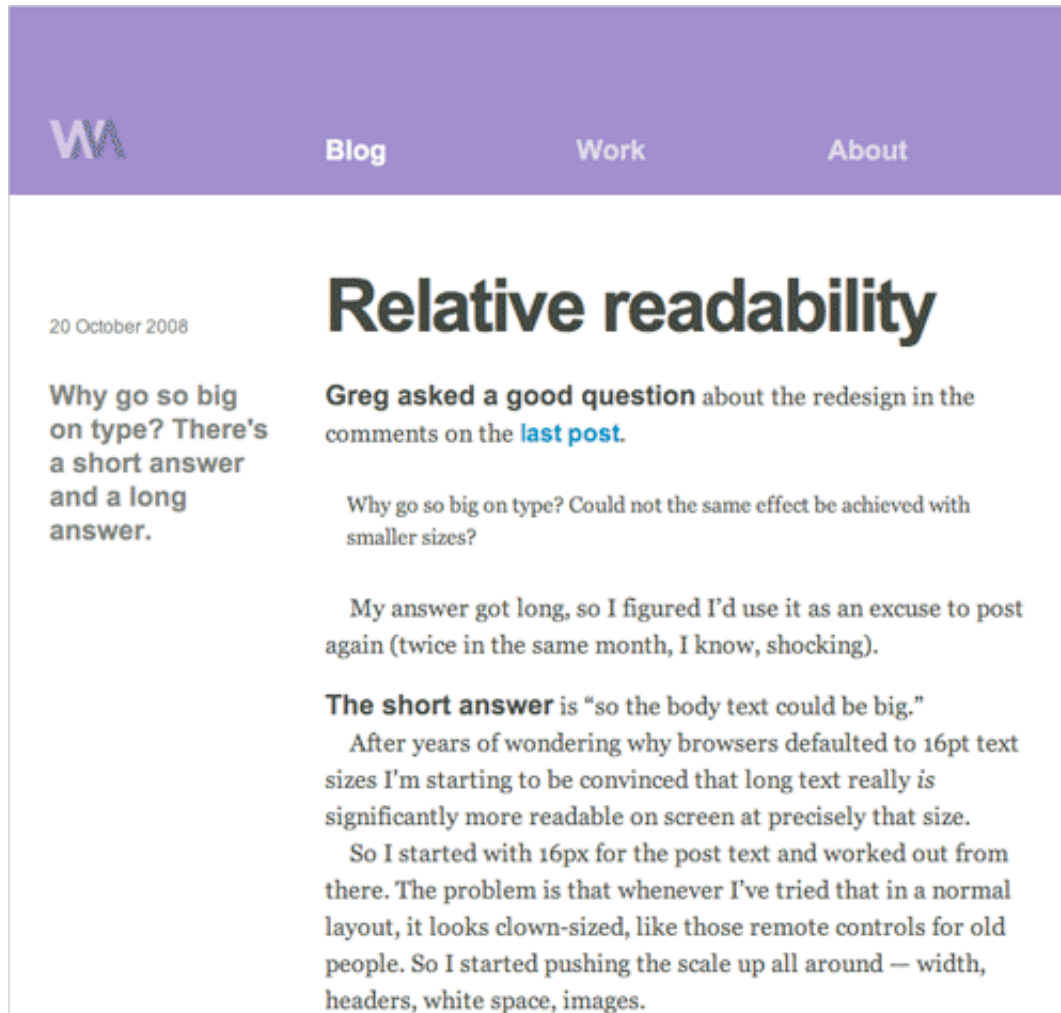 WA
Blog Work About
20 October 2008
Relative readability
Why go so big
on type? There's
a short answer
and a long
answer.
Greg asked a good question about the redesign in the
comments on the last post.
Why go so big on type? Could not the same effect be achieved with
smaller sizes?
My answer got long, so I figured I’d use it as an excuse to post
again (twice in the same month, I know, shocking).
The short answer is “so the body text could be big.”
After years of wondering why browsers defaulted to 16pt text
sizes I'm starting to be convinced that long text really is
significantly more readable on screen at precisely that size.
So I started with 16px for the post text and worked out from
there. The problem is that whenever I’ve tried that in a normal
layout, it looks clown-sized, like those remote controls for old
people. So I started pushing the scale up all around — width,
headers, white space, images.